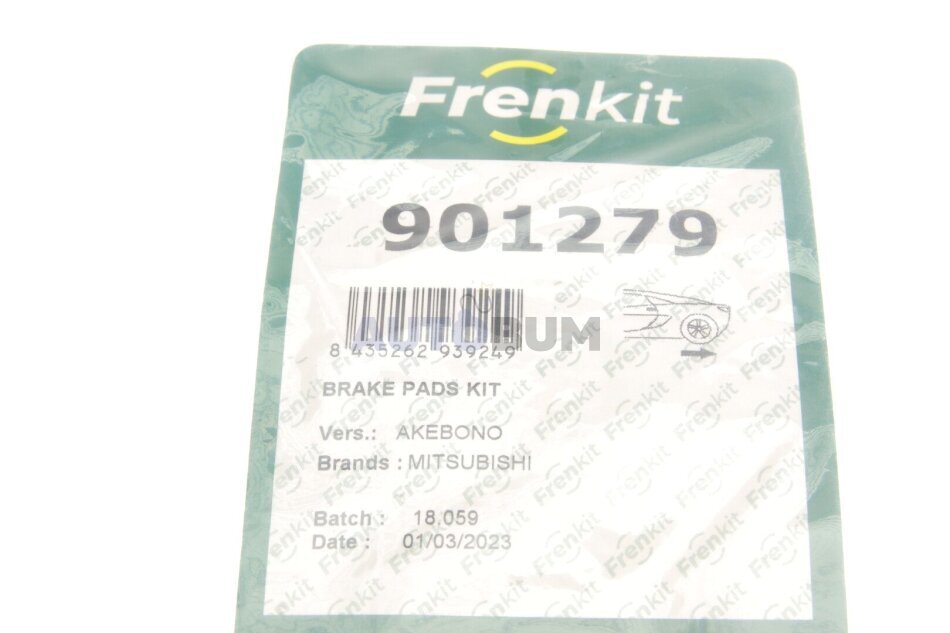 Frenkit
901279
AUTOBUM
8 435262 939249
BRAKE PADS KIT
Vers.: AKEBONO
Brands : MITSUBISHI
Batch : 18.059
Date : 01/03/2023